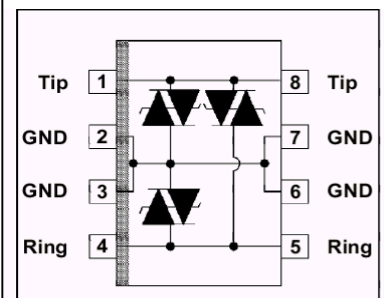 Tip 1 8 Tip
GND 2 7 GND
GND 3 6 GND
Ring 4 5 Ring